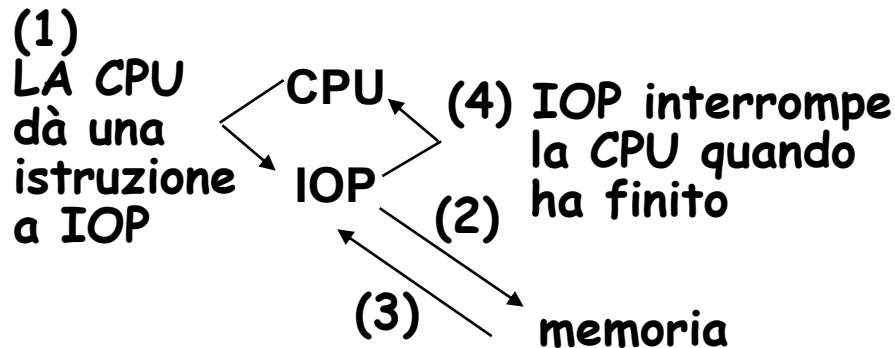 (1)
LA CPU
dà una
istruzione
a IOP
CPU
IOP
(4) IOP interrompe
la CPU quando
ha finito
(2)
(3)
memoria